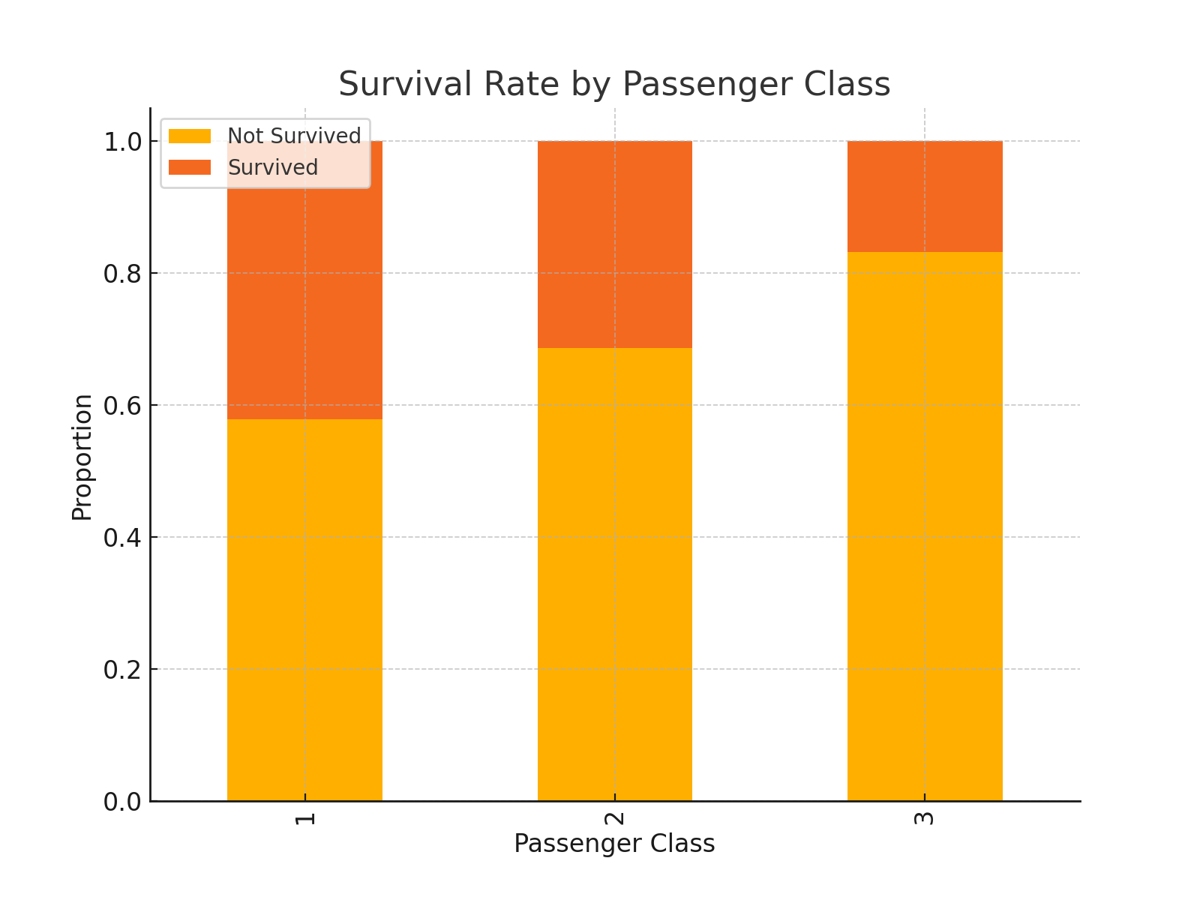 Survival Rate by Passenger Class
Not Survived
Survived
1.0
0.8
0.6
0.4
0.2
0.0
Proportion
1
2
3
Passenger Class